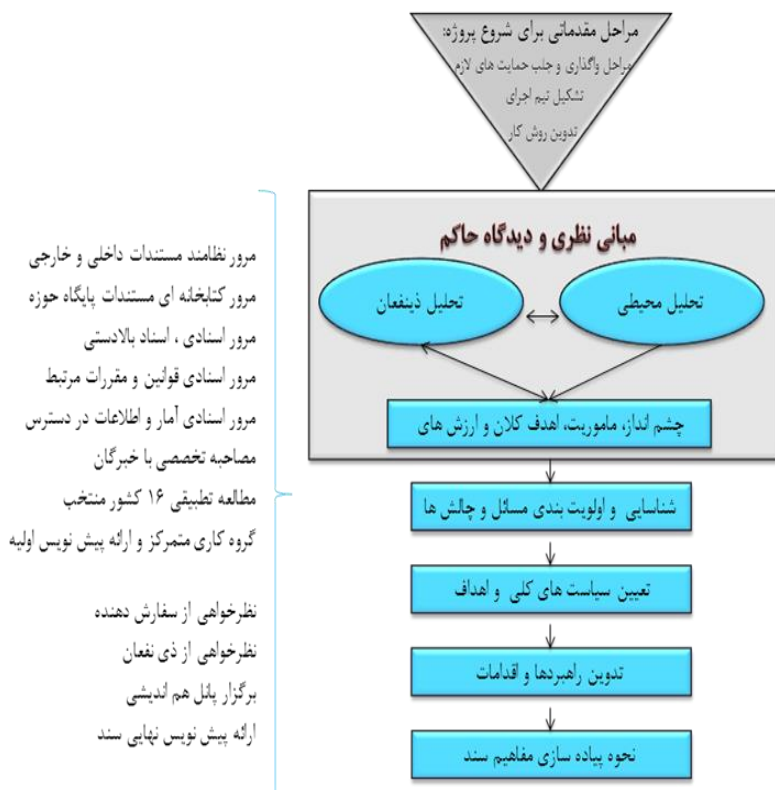 مراحل مقدماتی برای شروع پروژه:
مراحل واگذاری و جلب حمایت های لازم
تشکیل تیم اجرای
تدوین روش کار
مبانی نظری و دیدگاه حاکم
تحلیل محیطی
تحلیل ذینفعان
چشم انداز، ماموریت، اهدف کلان و ارزش های
شناسایی و اولویت بندی مسائل و چالش ها
تعیین سیاست های کلی و اهداف
تدوین راهبردها و اقدامات
نحوه پیاده سازی مفاهیم سند
مرور نظامند مستندات داخلی و خارجی
مرور کتابخانه ای مستندات پایگاه حوزه
مرور اسنادی ، اسناد بالادستی
مرور اسنادی قوانین و مقررات مرتبط
مرور اسنادی آمار و اطلاعات در دسترس
مصاحبه تخصصی با خبرگان
مطالعه تطبیقی ۱۶ کشور منتخب
گروه کاری متمرکز و ارائه پیش نویس اولیه
نظرخواهی از سفارش دهنده
نظرخواهی از ذی نفعان
برگزار پانل هم اندیشی
ارائه پیش نویس نهایی سند